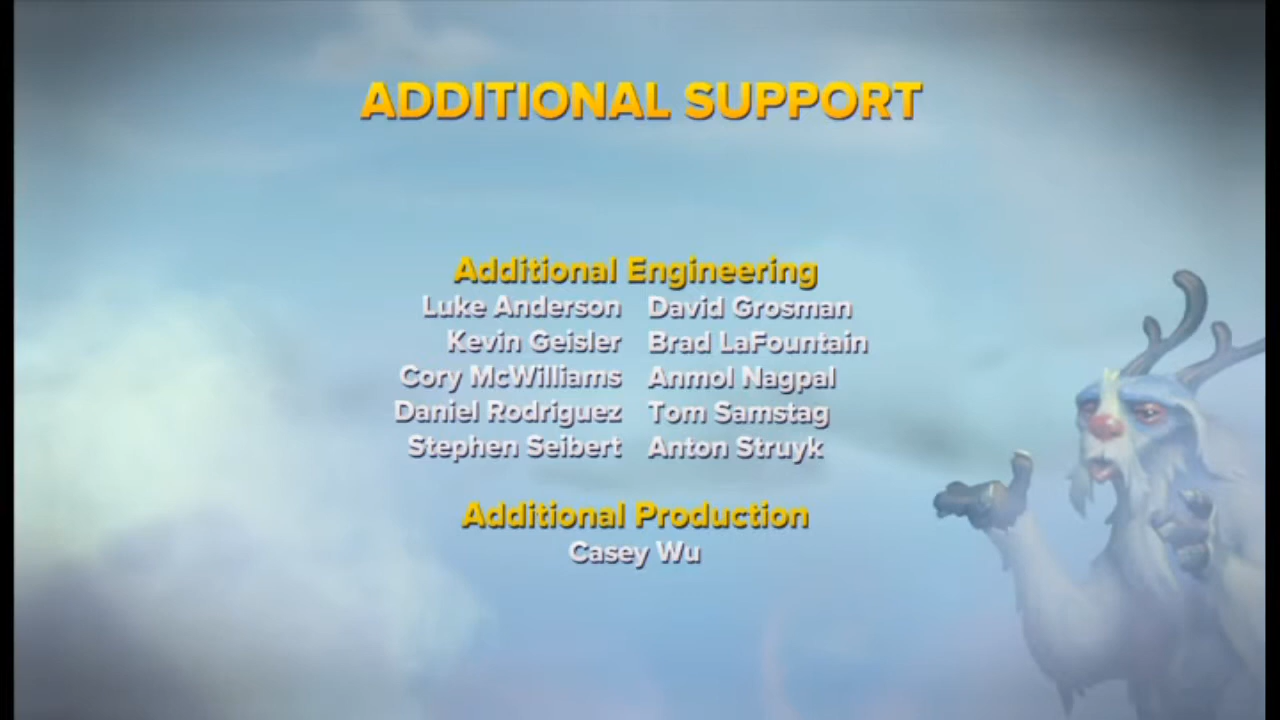 ADDITIONAL SUPPORT
Additional Engineering
Luke Anderson David Grosman
Kevin Geisler Brad LaFountain
Cory McWilliams Anmol Nagpal
Daniel Rodriguez Tom Samstag
Stephen Seibert Anton Struyk
Additional Production
Casey Wu